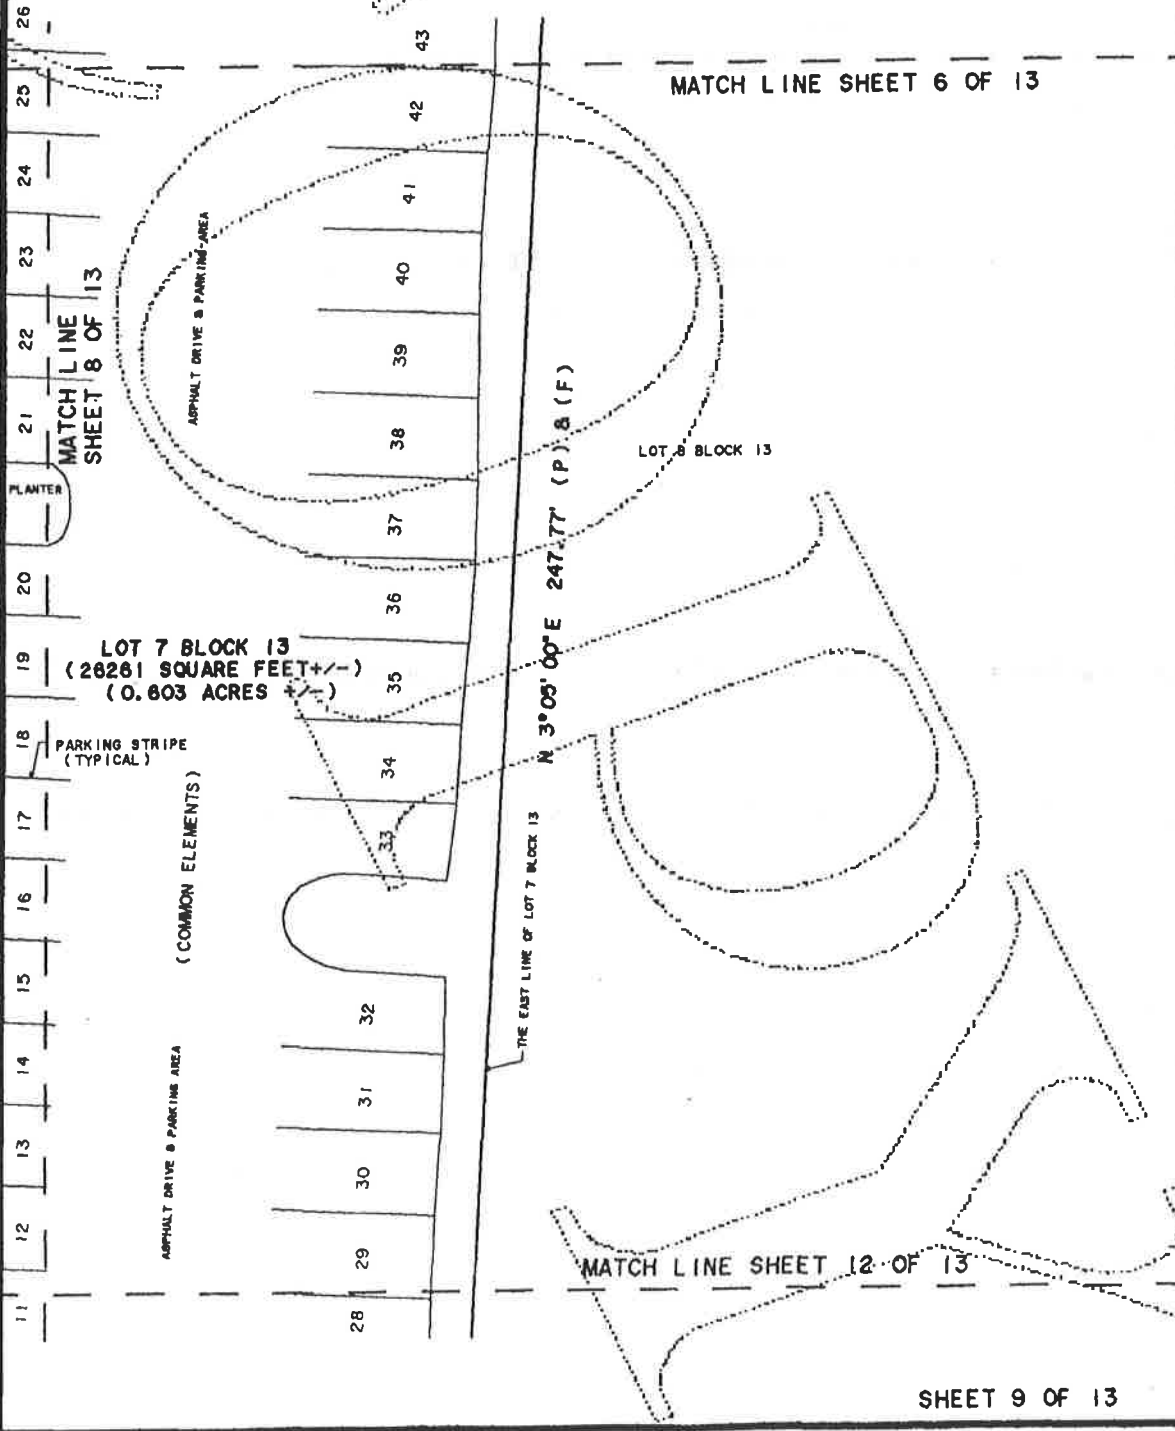 MATCH LINE SHEET 6 OF 13
26
25
24
23
22
21
PLANTER
20
19
18
17
16
15
14
13
12
11
MATCH LINE
SHEET 8 OF 13
43
42
41
40
39
38
37
36
35
34
33
32
31
30
29
28
ASPHALT DRIVE & PARKING AREA
LOT 8 BLOCK 13
N 3°05'00"E 247.77' (P) & (F)
LOT 7 BLOCK 13
(26261 SQUARE FEET+/-)
(0.603 ACRES +/-)
PARKING STRIPE
(TYPICAL)
(COMMON ELEMENTS)
THE EAST LINE OF LOT 7 BLOCK 13
ASPHALT DRIVE & PARKING AREA
MATCH LINE SHEET 12 OF 13
SHEET 9 OF 13